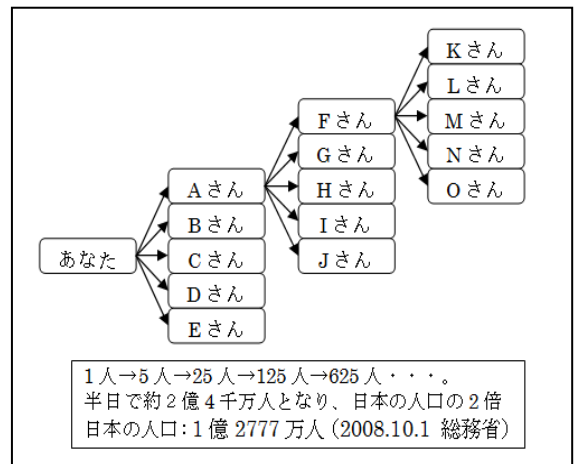 あなた
Aさん
Bさん
Cさん
Dさん
Eさん
Fさん
Gさん
Hさん
Iさん
Jさん
Kさん
Lさん
Mさん
Nさん
Oさん
1人→5人→25人→125人→625人・・・。
半日で約2億4千万人となり、日本の人口の2倍
日本の人口：1億2777万人（2008.10.1 総務省）